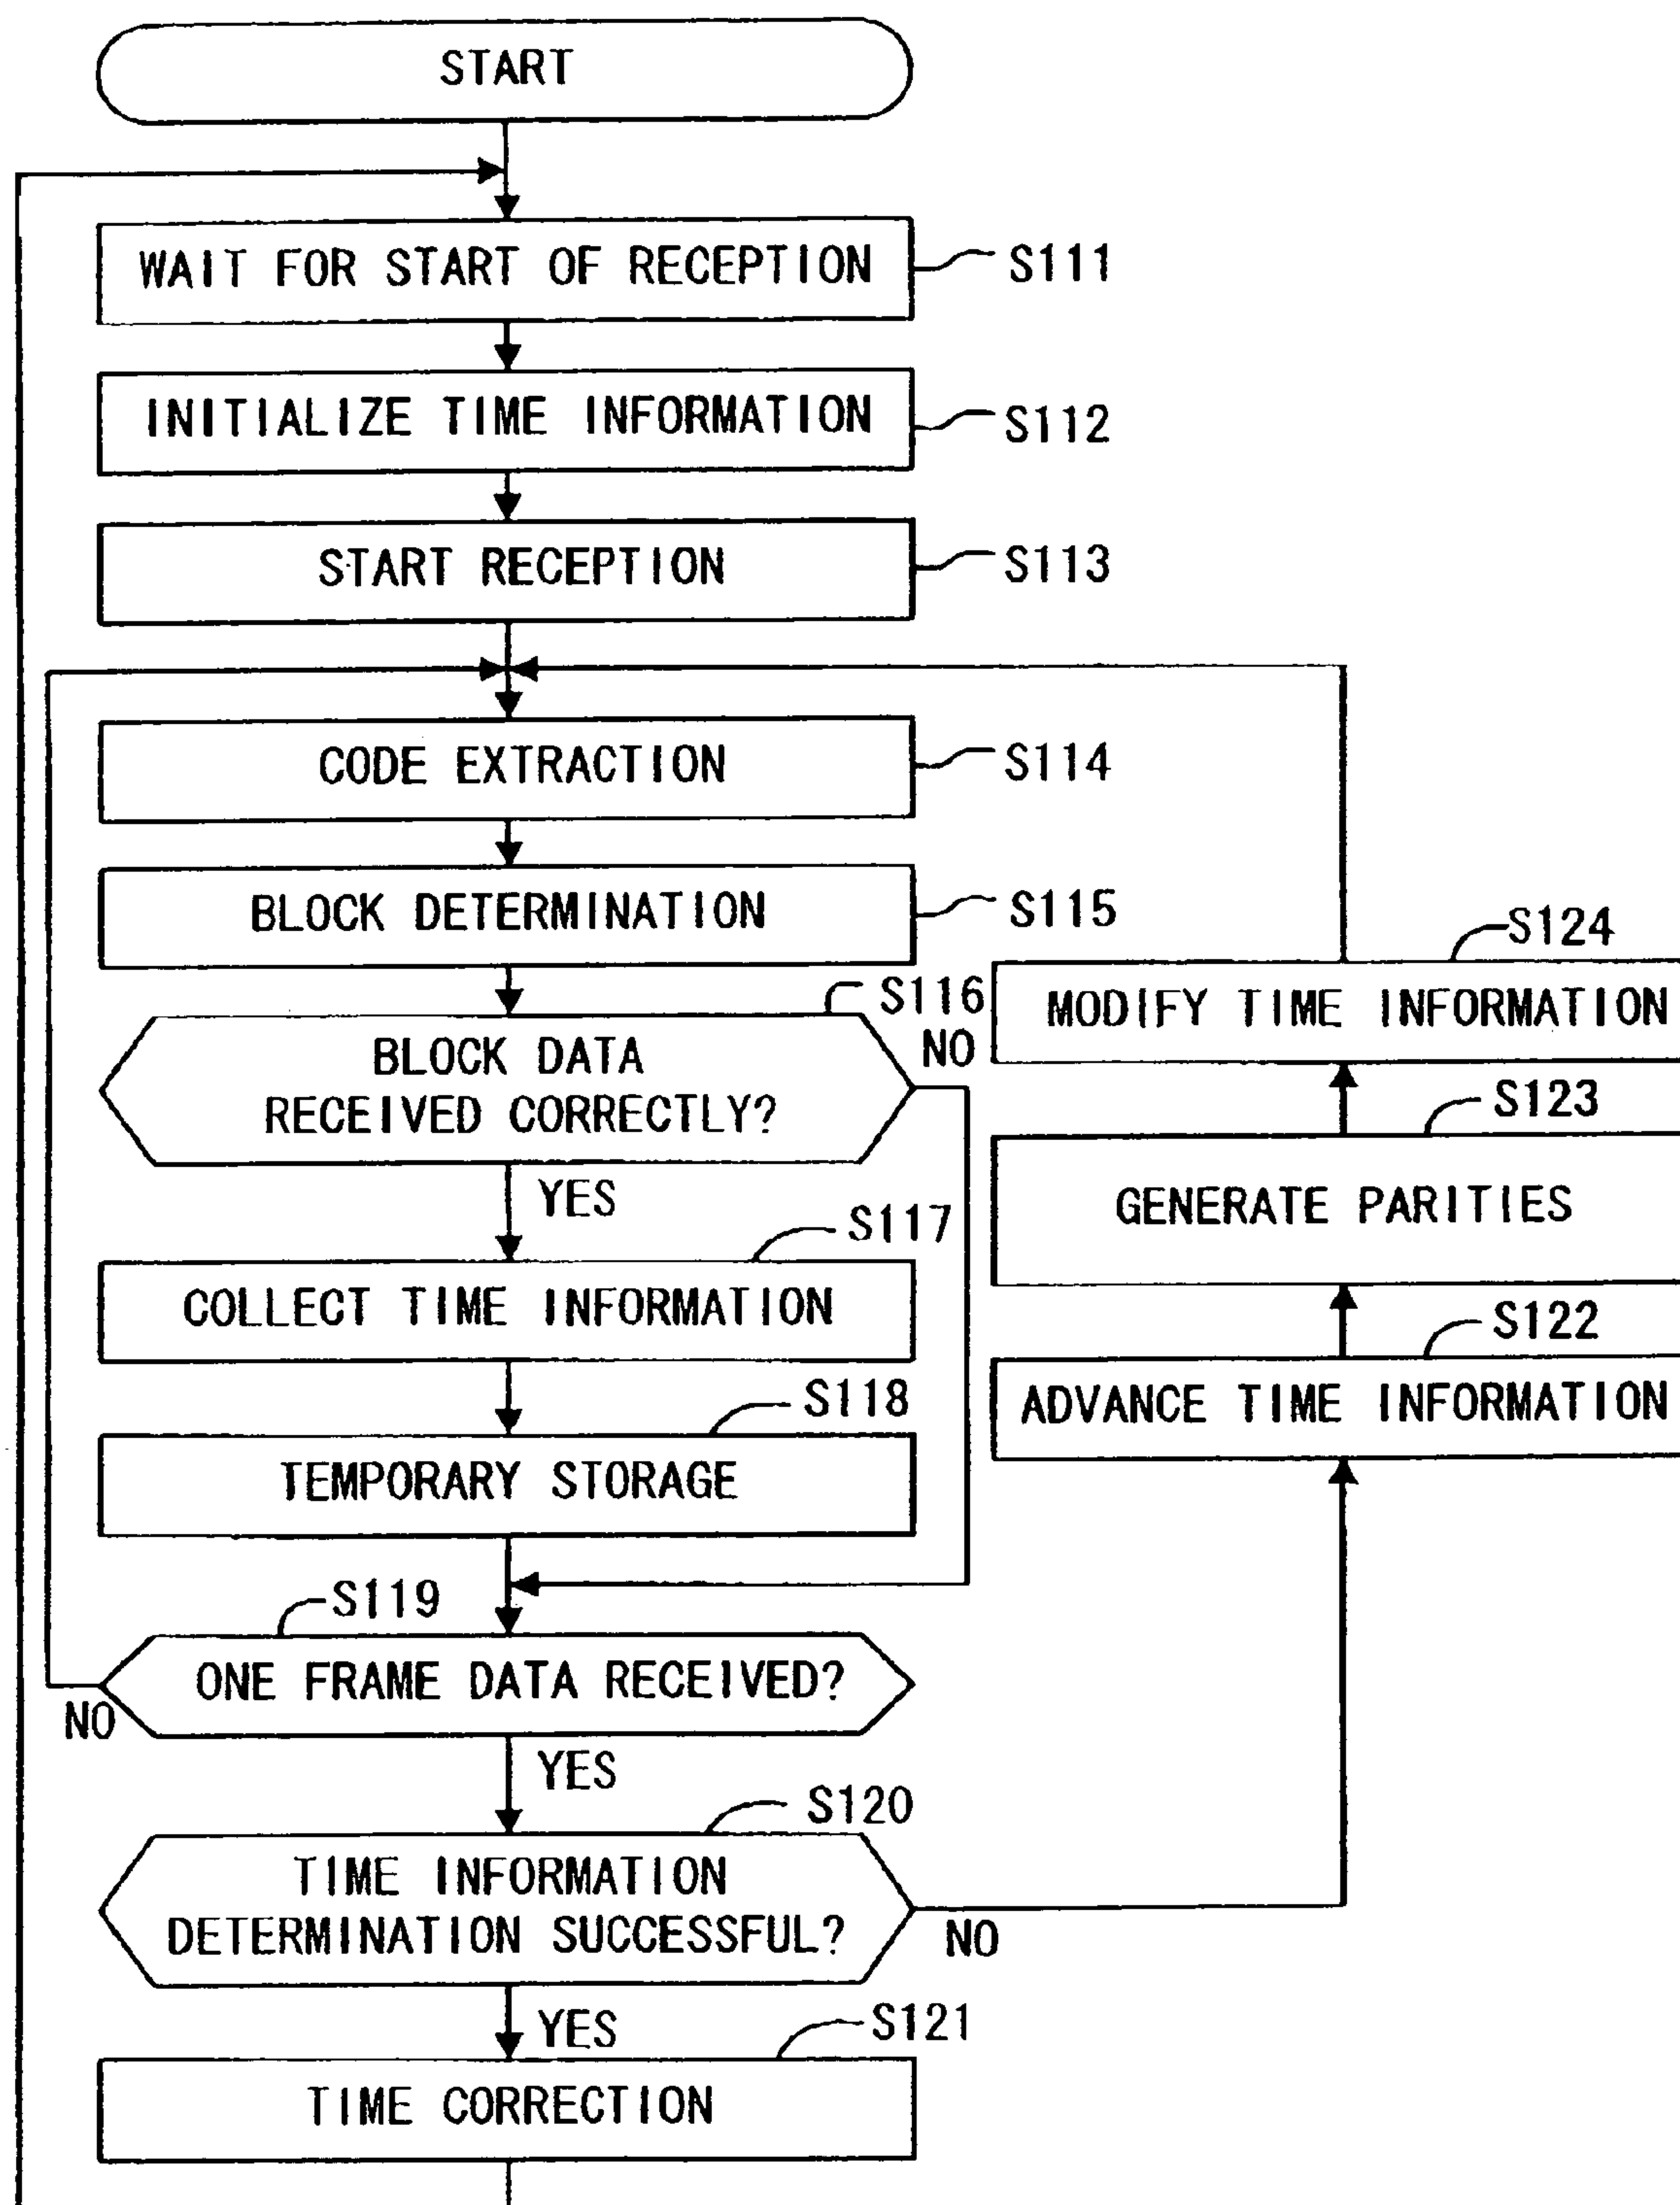 START
WAIT FOR START OF RECEPTION
S111
INITIALIZE TIME INFORMATION
S112
START RECEPTION
S113
CODE EXTRACTION
S114
BLOCK DETERMINATION
S115
S116
BLOCK DATA
RECEIVED CORRECTLY?
NO
YES
S117
COLLECT TIME INFORMATION
S118
TEMPORARY STORAGE
S119
ONE FRAME DATA RECEIVED?
NO
YES
S120
TIME INFORMATION
DETERMINATION SUCCESSFUL?
NO
YES
S121
TIME CORRECTION
S124
MODIFY TIME INFORMATION
S123
GENERATE PARITIES
S122
ADVANCE TIME INFORMATION